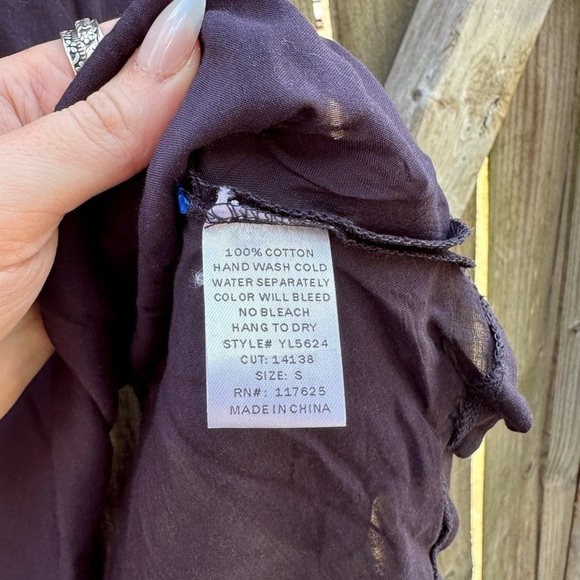 100% COTTON
HAND WASH COLD
WATER SEPARATELY
COLOR WILL BLEED
NO BLEACH
HANG TO DRY
STYLE# YL5624
CUT: 14138
SIZE: S
RN#: 117625
MADE IN CHINA